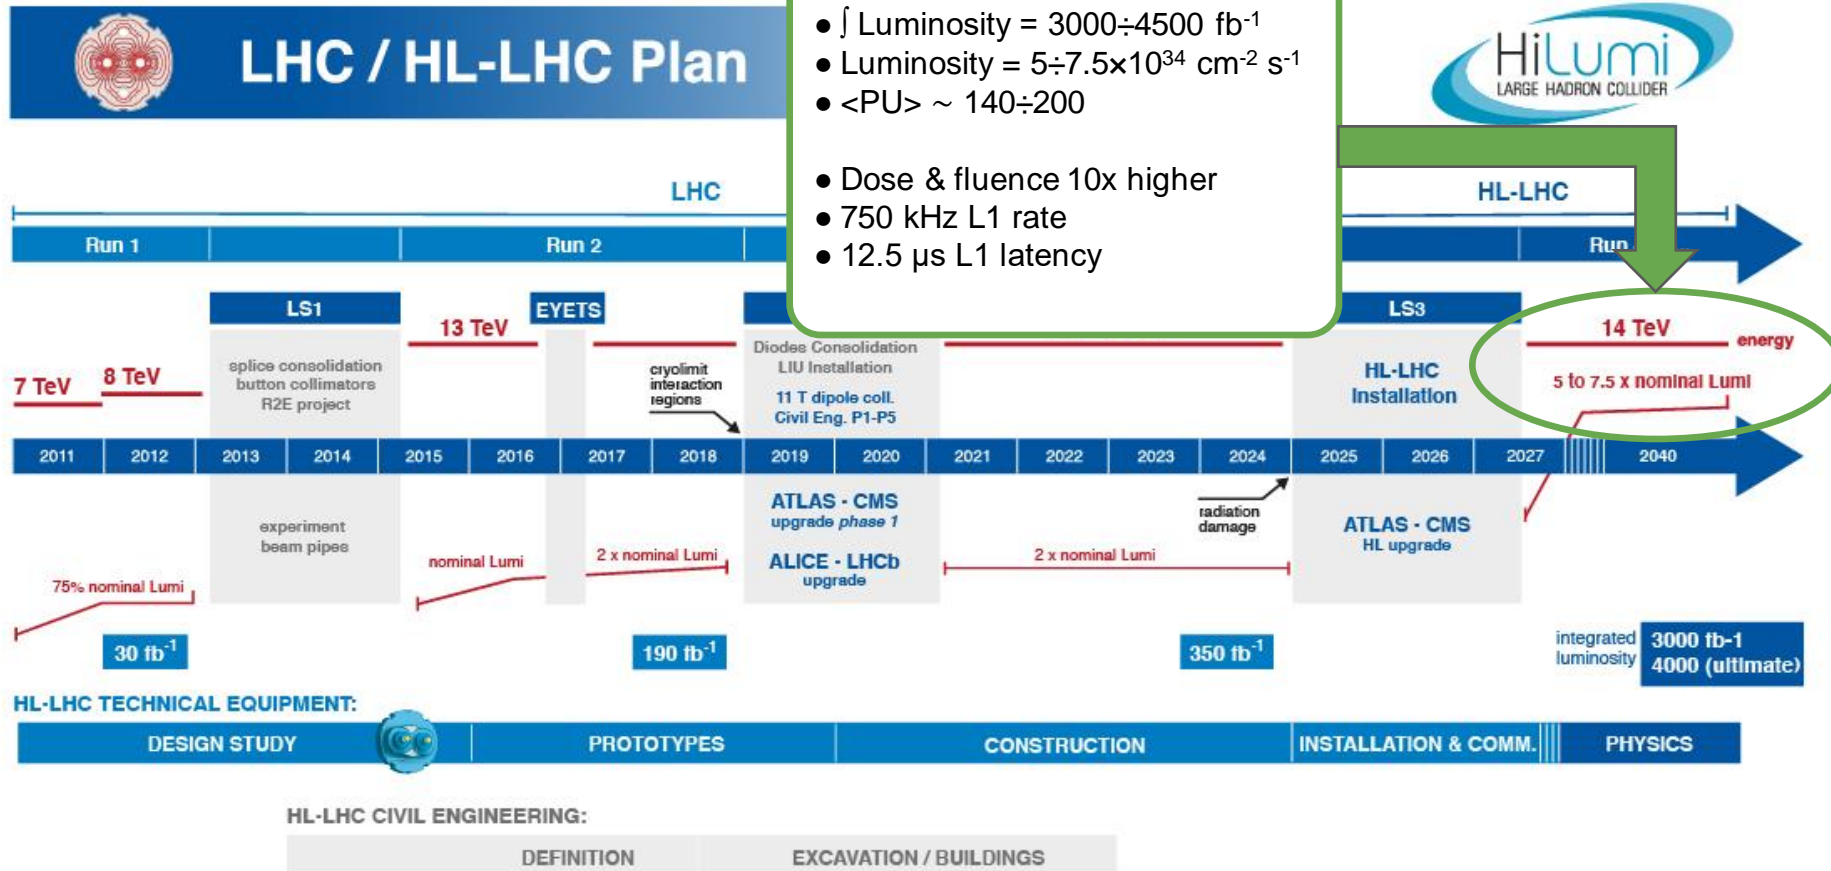 LHC / HL-LHC Plan
● ∫ Luminosity = 3000÷4500 fb-1
● Luminosity = 5÷7.5×10³⁴ cm-2 s-1
● <PU> ~ 140÷200
● Dose & fluence 10x higher
● 750 kHz L1 rate
● 12.5 µs L1 latency
HiLumi
LARGE HADRON COLLIDER
LHC
HL-LHC
Run 1
Run 2
Run
LS1
EYETS
LS3
13 TeV
14 TeV
energy
splice consolidation
button collimators
R2E project
cryolimit
interaction
regions
Diodes Consolidation
LIU Installation
11 T dipole coll.
Civil Eng. P1-P5
HL-LHC
Installation
7 TeV
8 TeV
5 to 7.5 x nominal Lumi
2011 2012 2013 2014 2015 2016 2017 2018 2019 2020 2021 2022 2023 2024 2025 2026 2027 2040
experiment
beam pipes
ATLAS - CMS
upgrade phase 1
ALICE - LHCb
upgrade
radiation
damage
ATLAS - CMS
HL upgrade
75% nominal Lumi
nominal Lumi
2 x nominal Lumi
2 x nominal Lumi
30 fb-1
190 fb-1
350 fb-1
integrated
luminosity
3000 fb-1
4000 (ultimate)
HL-LHC TECHNICAL EQUIPMENT:
DESIGN STUDY
PROTOTYPES
CONSTRUCTION
INSTALLATION & COMM.
PHYSICS
HL-LHC CIVIL ENGINEERING:
DEFINITION
EXCAVATION / BUILDINGS